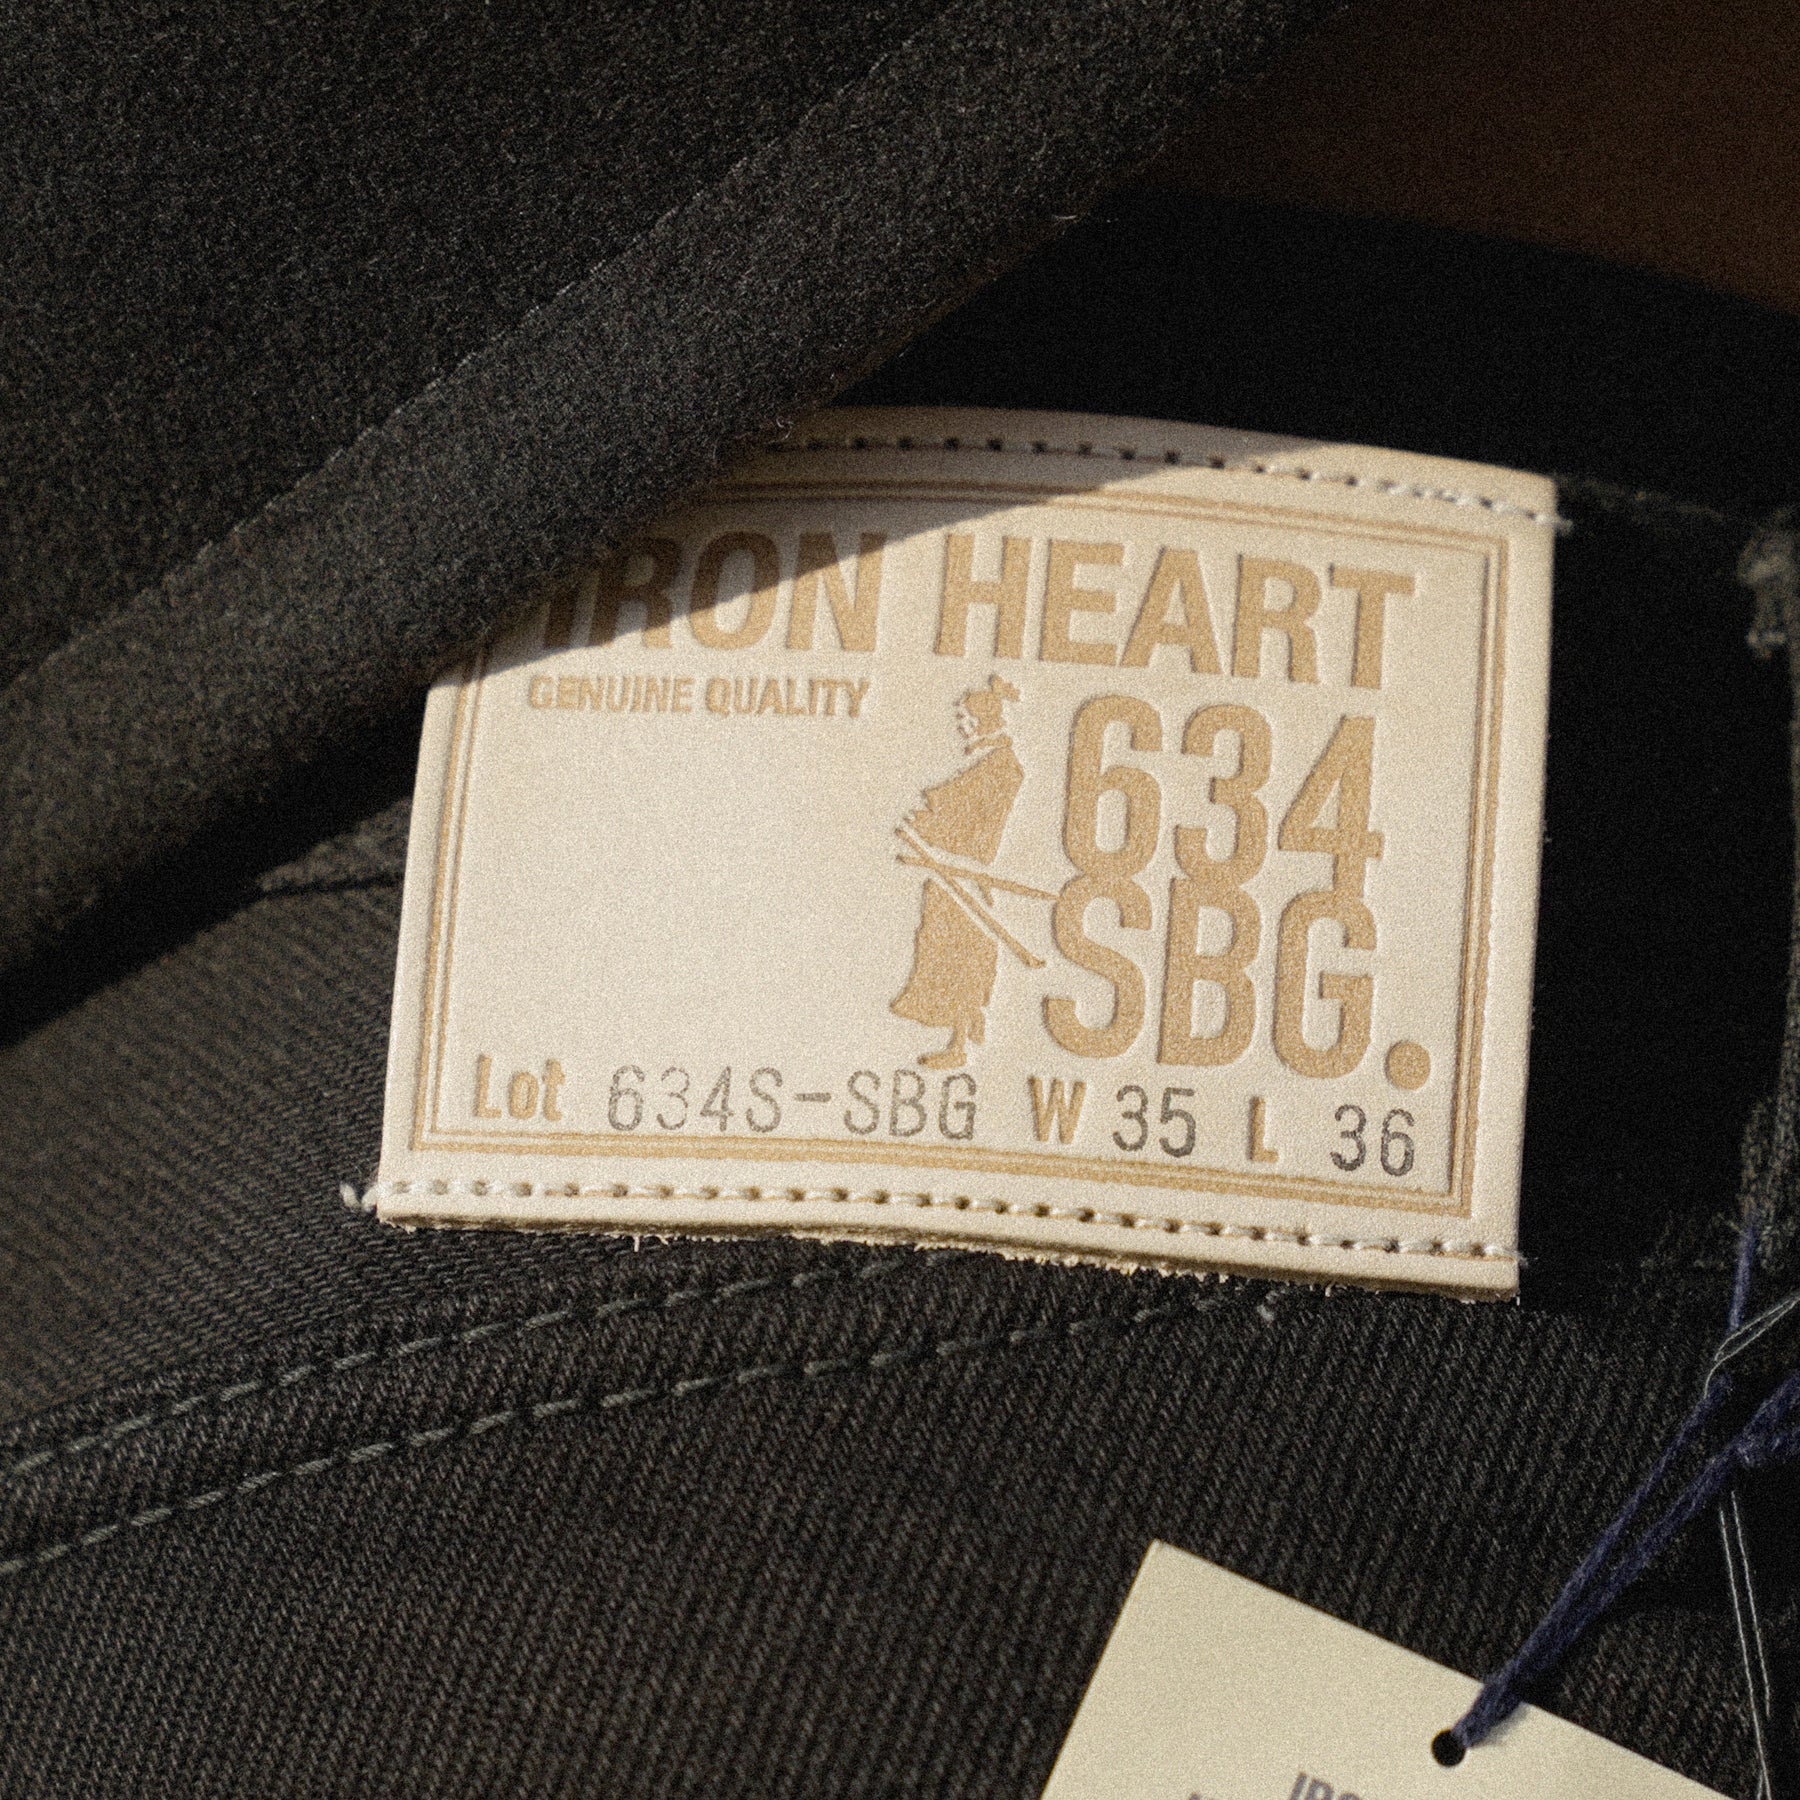 IRON HEART
GENUINE QUALITY
634
SBG.
Lot 634S-SBG W 35 L 36